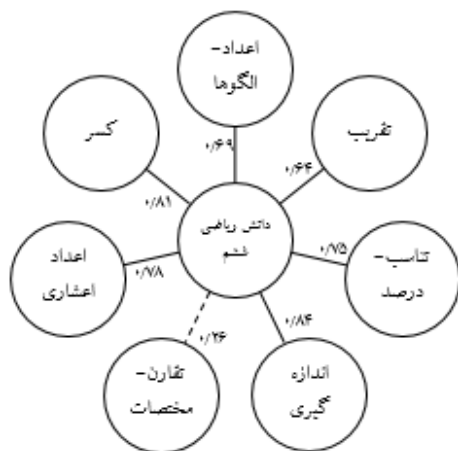 اعداد-
الگوها
تقریب
کسر
۰/۶۹
۰/۶۴
۰/۸۱
دانش ریاضی
ششم
اعداد
اعشاری
تناسب-
درصد
۰/۷۸
۰/۷۵
۰/۲۶
۰/۸۴
تقارن-
مختصات
اندازه
گیری